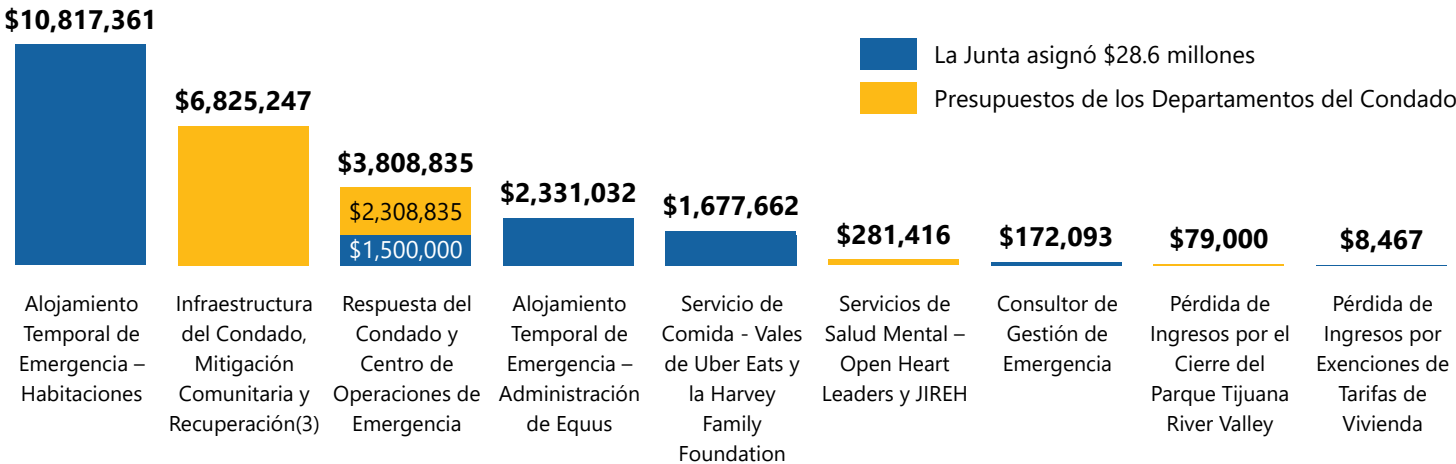 $10,817,361
La Junta asignó $28.6 millones
Presupuestos de los Departamentos del Condado
$6,825,247
$3,808,835
$2,308,835
$1,500,000
$2,331,032
$1,677,662
$281,416
$172,093
$79,000
$8,467
Alojamiento
Temporal de
Emergencia –
Habitaciones
Infraestructura
del Condado,
Mitigación
Comunitaria y
Recuperación(3)
Respuesta del
Condado y
Centro de
Operaciones de
Emergencia
Alojamiento
Temporal de
Emergencia –
Administración
de Equus
Servicio de
Comida - Vales
de Uber Eats y
la Harvey
Family
Foundation
Servicios de
Salud Mental –
Open Heart
Leaders y JIREH
Consultor de
Gestión de
Emergencia
Pérdida de
Ingresos por el
Cierre del
Parque Tijuana
River Valley
Pérdida de
Ingresos por
Exenciones de
Tarifas de
Vivienda